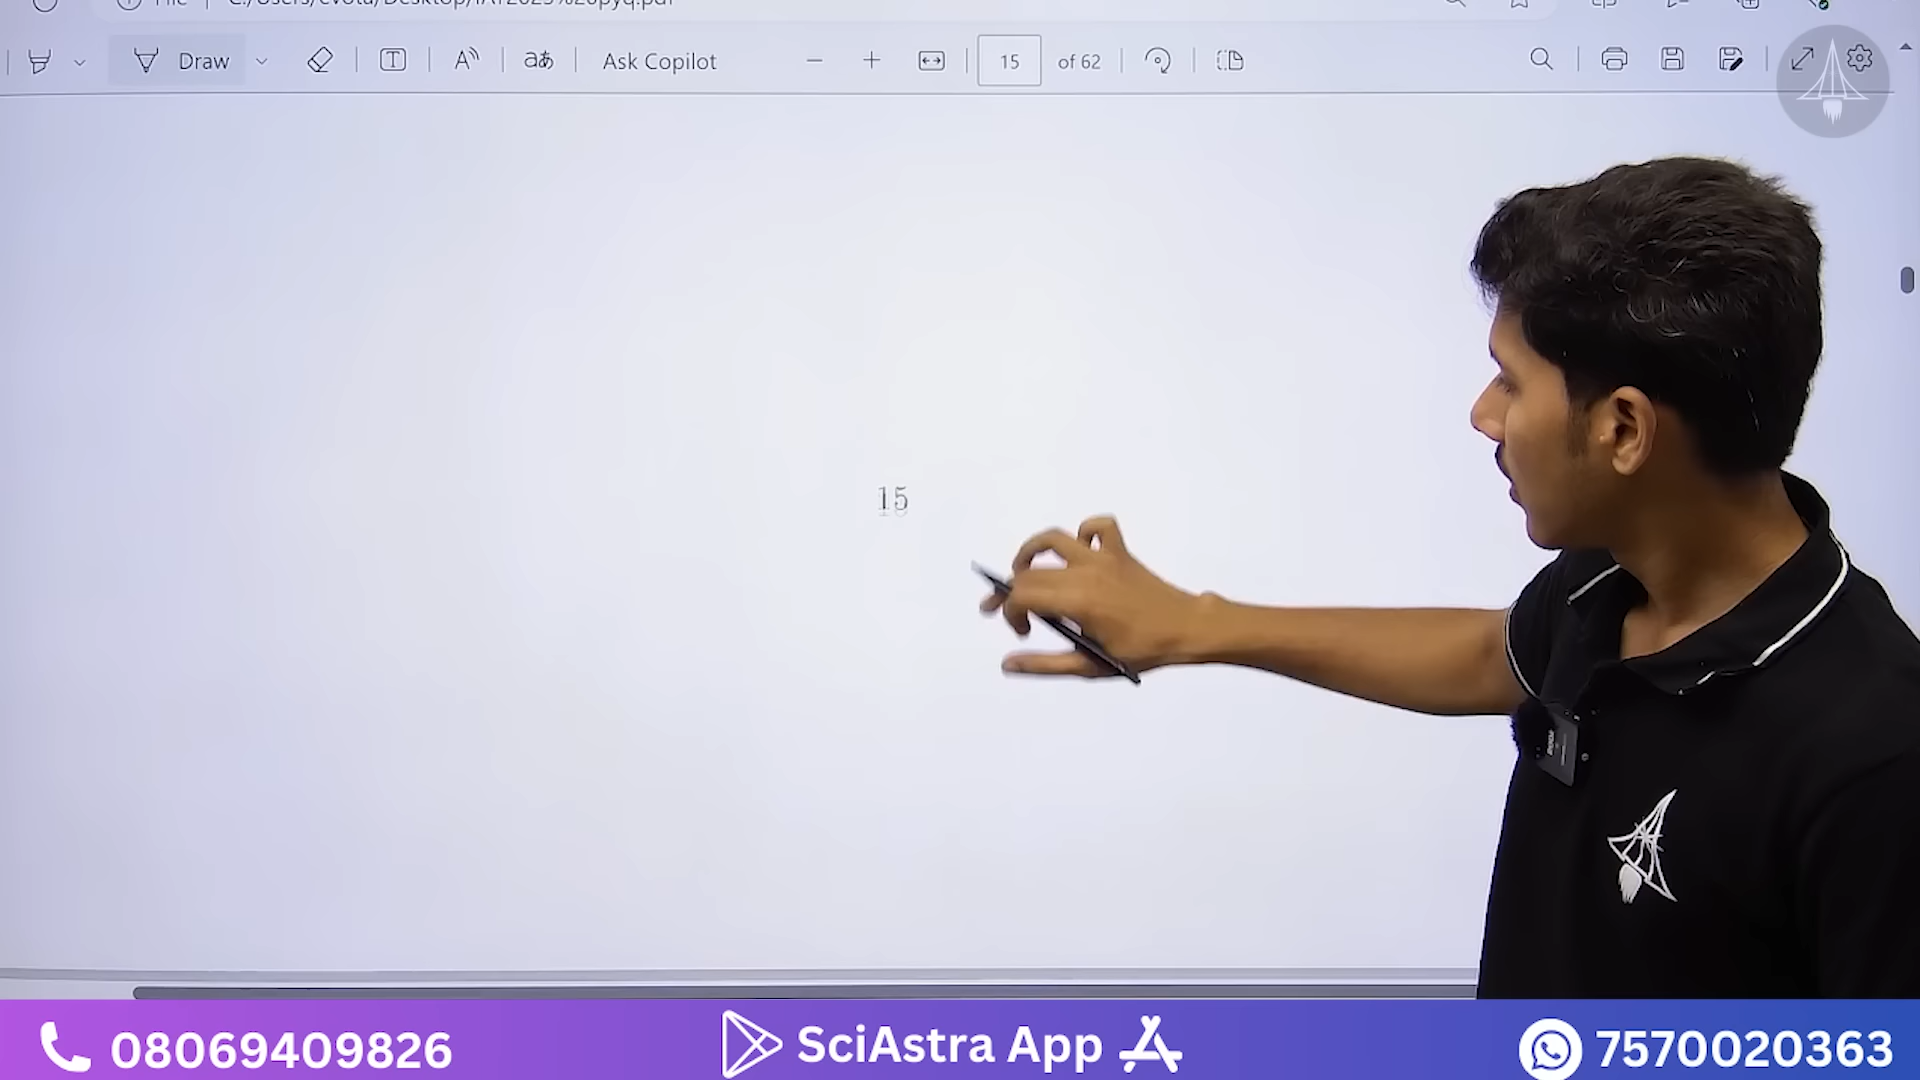 Draw
Ask Copilot
15
of 62
15
08069409826
SciAstra App
7570020363